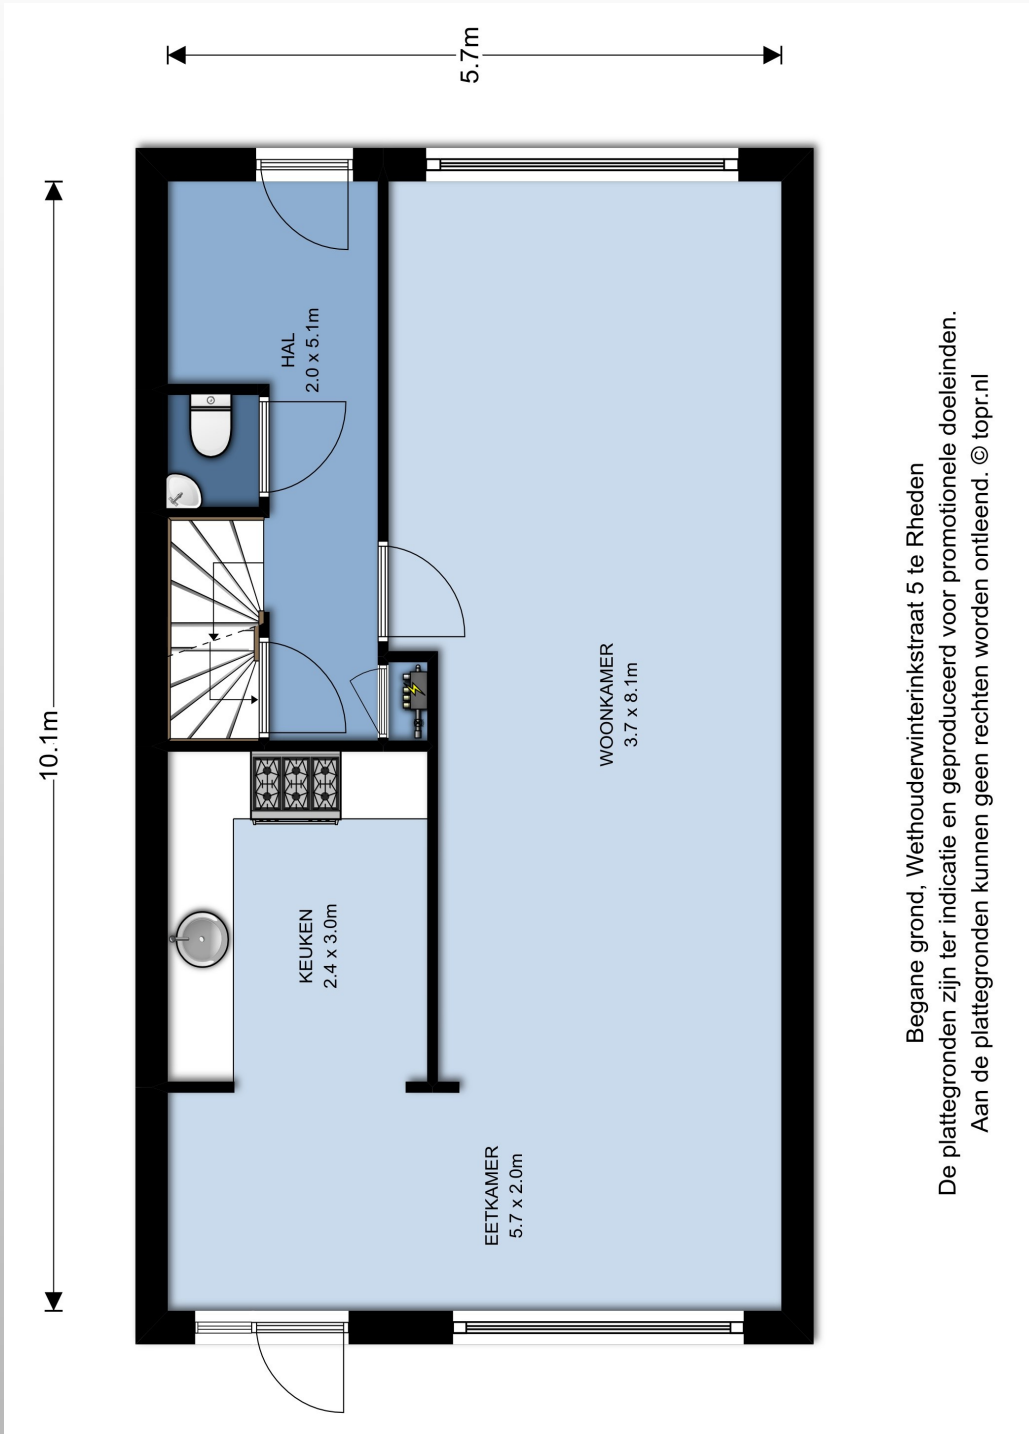 5.7m
10.1m
HAL
2.0 x 5.1m
WOONKAMER
3.7 x 8.1m
KEUKEN
2.4 x 3.0m
EETKAMER
5.7 x 2.0m
Begane grond, Wethouderwinterinkstraat 5 te Rheden
De plattegronden zijn ter indicatie en geproduceerd voor promotionele doeleinden.
Aan de plattegronden kunnen geen rechten worden ontleend. © topr.nl